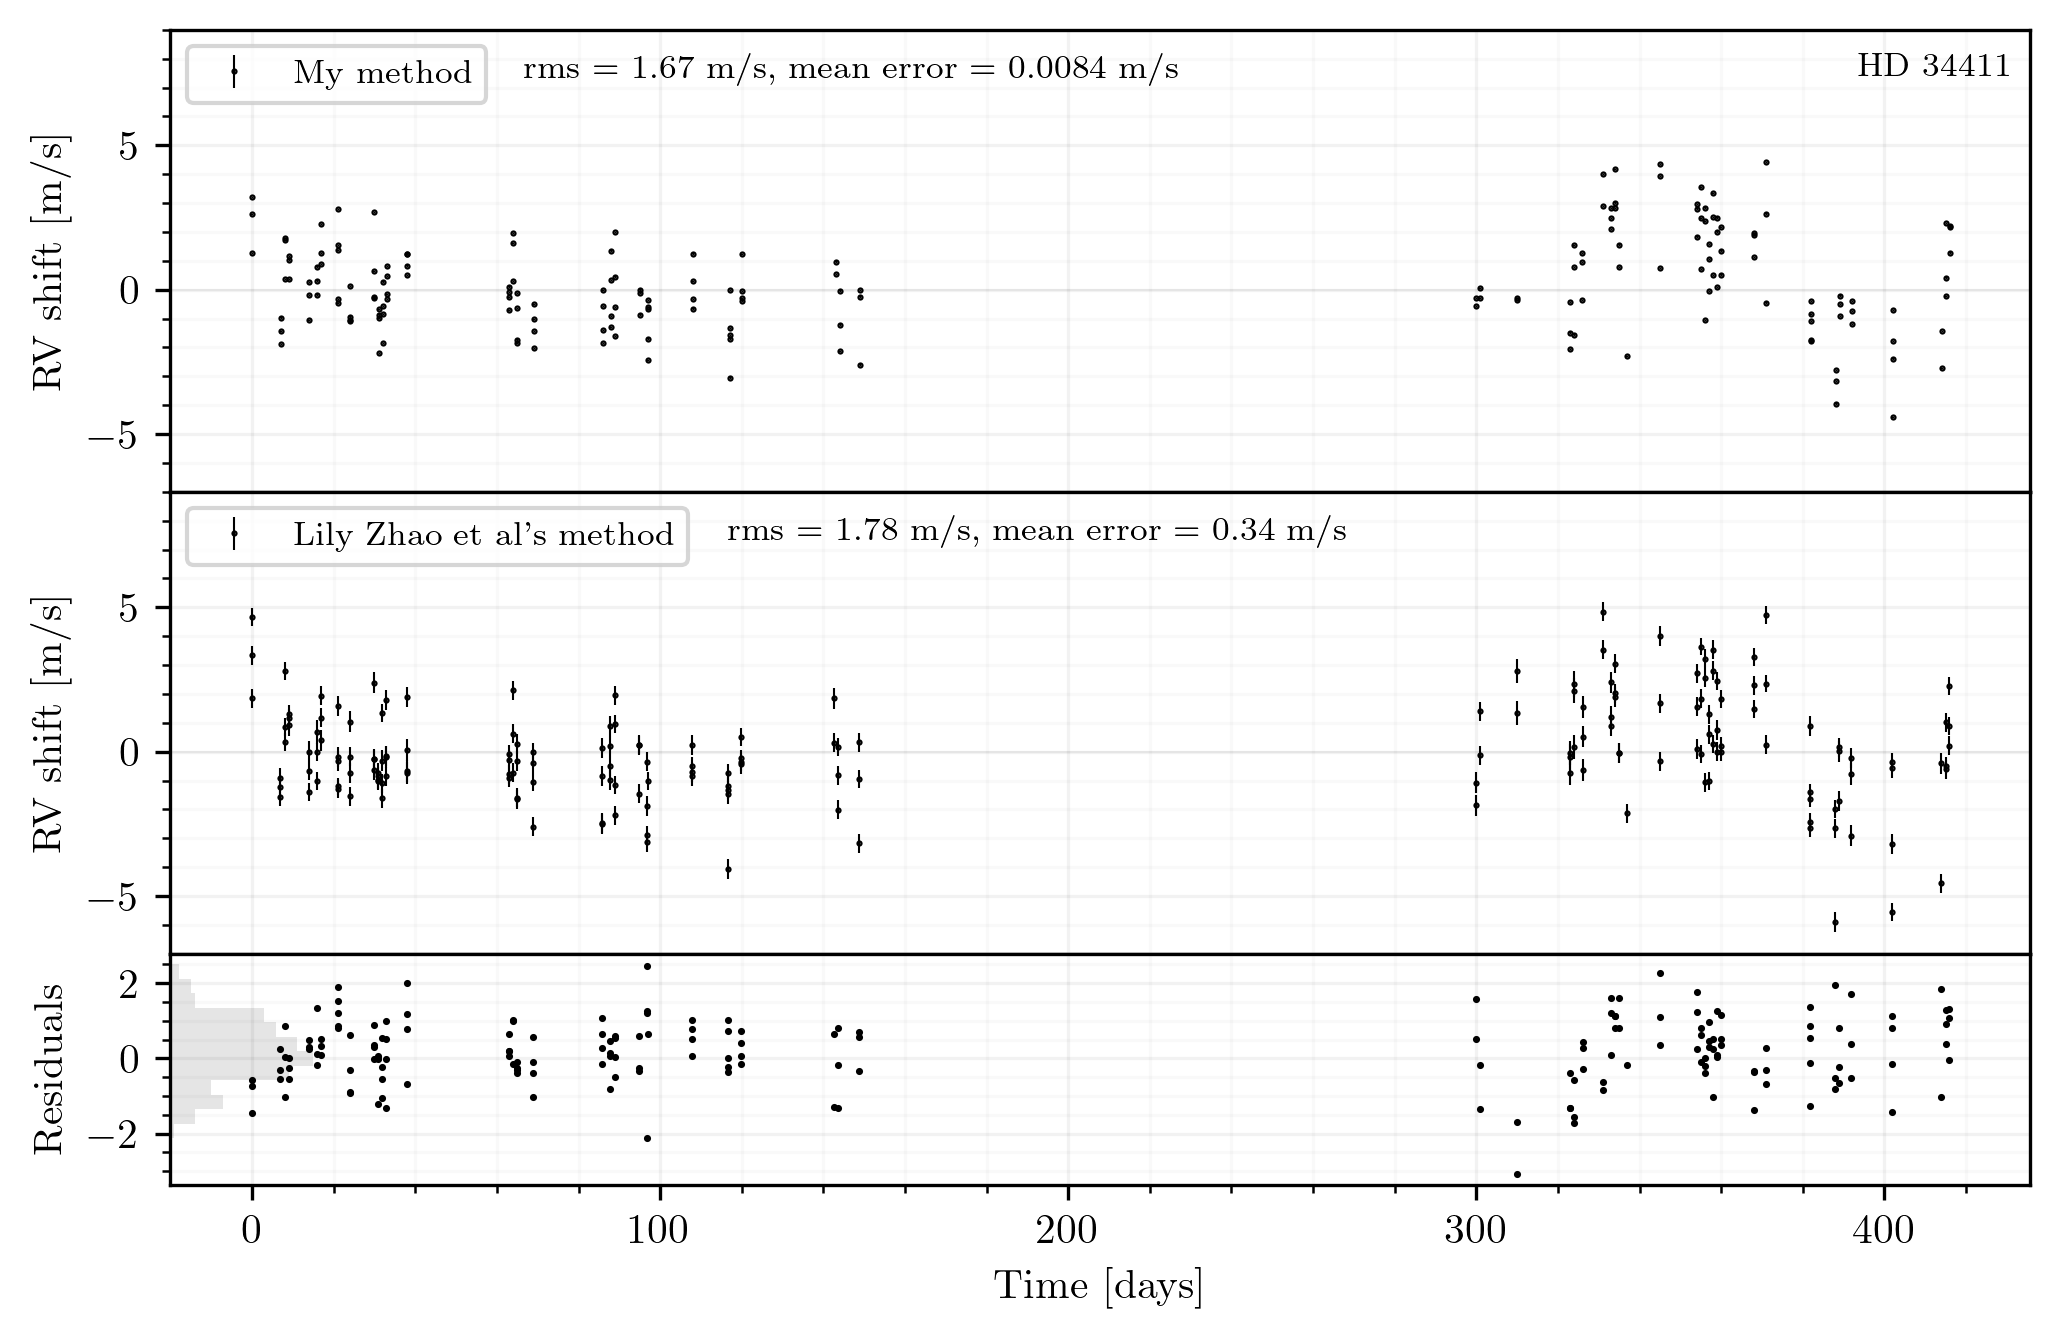 My method
rms = 1.67 m/s, mean error = 0.0084 m/s
HD 34411
RV shift [m/s]
5
0
−5
Lily Zhao et al's method
rms = 1.78 m/s, mean error = 0.34 m/s
RV shift [m/s]
5
0
−5
Residuals
2
0
−2
0 100 200 300 400
Time [days]